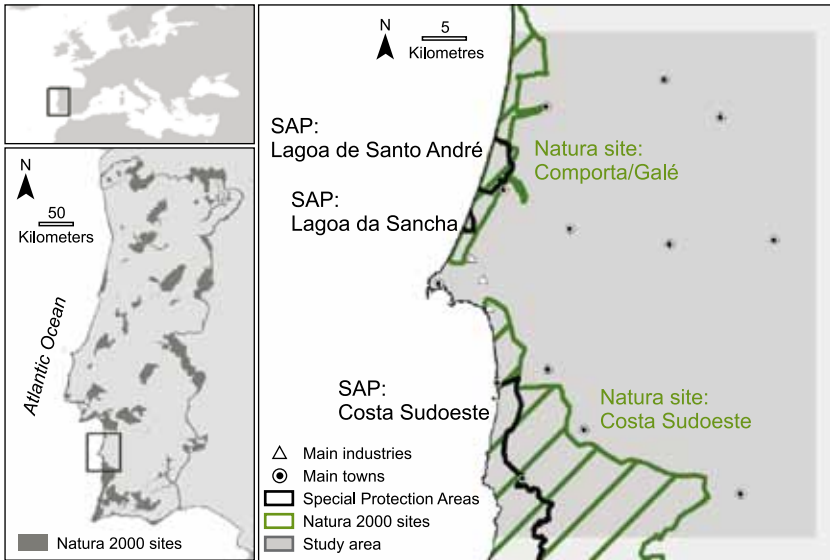 N
50
Kilometers
Atlantic Ocean
Natura 2000 sites
N
5
Kilometres
SAP:
Lagoa de Santo André
Natura site:
Comporta/Galé
SAP:
Lagoa da Sancha
SAP:
Costa Sudoeste
Natura site:
Costa Sudoeste
Main industries
Main towns
Special Protection Areas
Natura 2000 sites
Study area